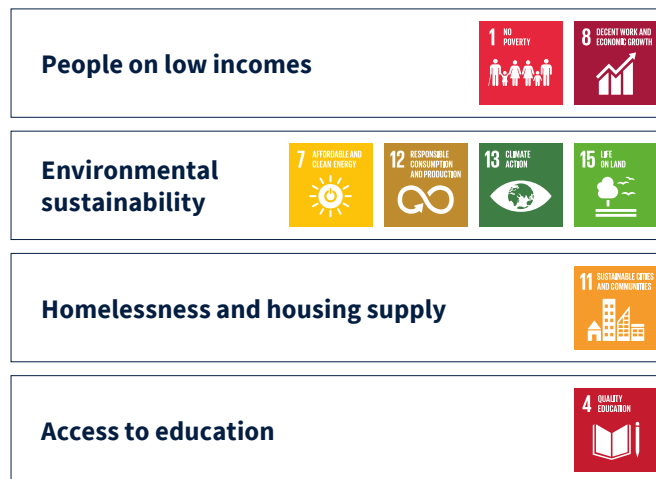 People on low incomes
1 NO
POVERTY
8 DECENT WORK AND
ECONOMIC GROWTH
Environmental
sustainability
7 AFFORDABLE AND
CLEAN ENERGY
12 RESPONSIBLE
CONSUMPTION
AND PRODUCTION
13 CLIMATE
ACTION
15 LIFE
ON LAND
Homelessness and housing supply
11 SUSTAINABLE CITIES
AND COMMUNITIES
Access to education
4 QUALITY
EDUCATION